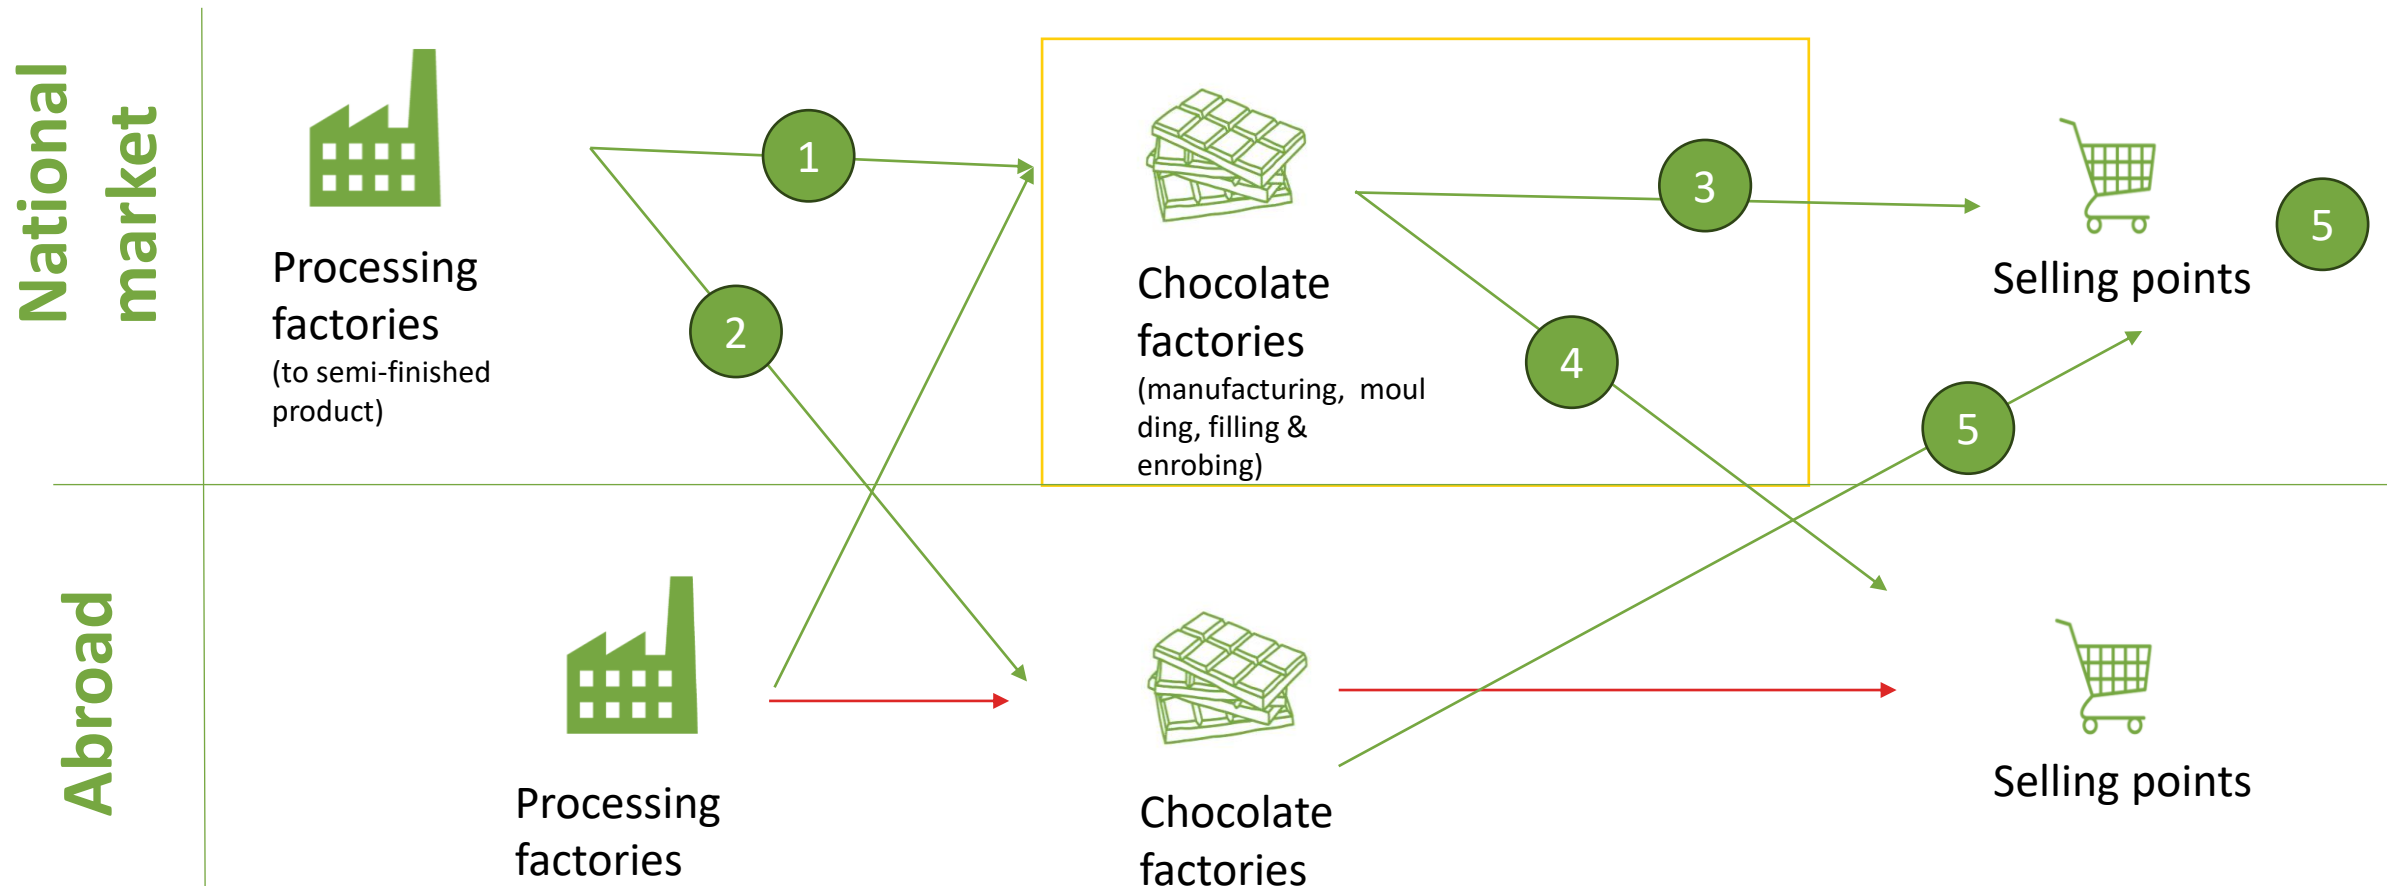 National
market
Processing
factories
(to semi-finished
product)
1
2
Chocolate
factories
(manufacturing, moul
ding, filling &
enrobing)
3
4
Selling points
5
5
Abroad
Processing
factories
Chocolate
factories
Selling points